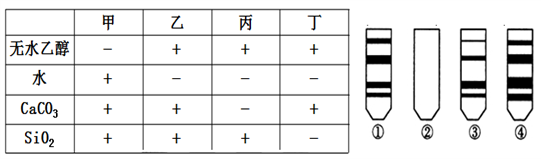 甲 乙 丙 丁
无水乙醇 － ＋ ＋ ＋
水 ＋ － － －
CaCO₃ ＋ ＋ － ＋
SiO₂ ＋ ＋ ＋ －
① ② ③ ④